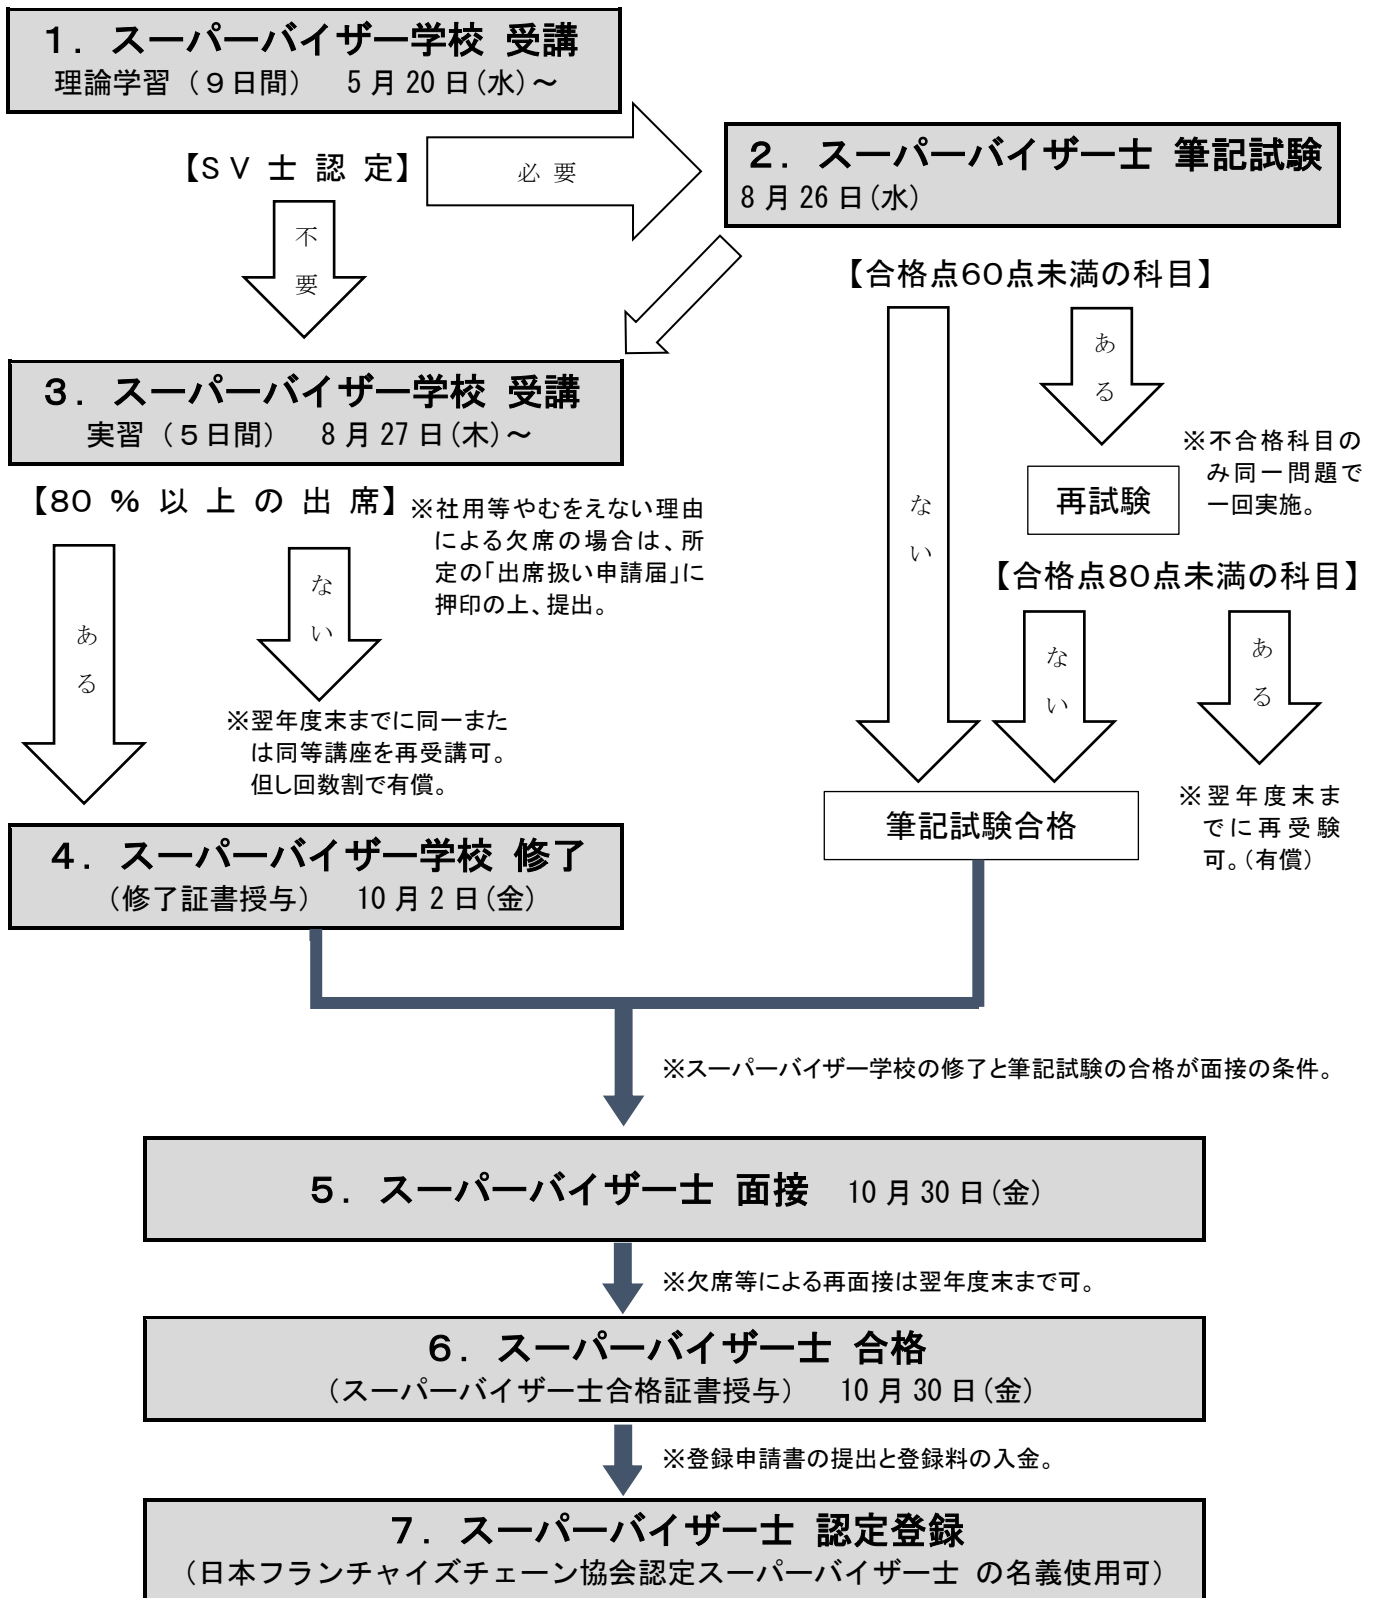 １．スーパーバイザー学校 受講
理論学習（９日間）　5月20日(水)～
【ＳＶ士認定】
必要
不要
２．スーパーバイザー士 筆記試験
8月26日(水)
【合格点60点未満の科目】
ない
ある
再試験
※不合格科目の
み同一問題で
一回実施。
【合格点80点未満の科目】
ない
ある
※翌年度末ま
でに再受験
可。(有償)
筆記試験合格
３．スーパーバイザー学校 受講
実習（５日間）　8月27日(木)～
【80％以上の出席】
※社用等やむをえない理由
による欠席の場合は、所
定の「出席扱い申請届」に
押印の上、提出。
ある
ない
※翌年度末までに同一また
は同等講座を再受講可。
但し回数割で有償。
４．スーパーバイザー学校 修了
（修了証書授与）　10月2日(金)
※スーパーバイザー学校の修了と筆記試験の合格が面接の条件。
５．スーパーバイザー士 面接　10月30日(金)
※欠席等による再面接は翌年度末まで可。
６．スーパーバイザー士 合格
（スーパーバイザー士合格証書授与）　10月30日(金)
※登録申請書の提出と登録料の入金。
７．スーパーバイザー士 認定登録
（日本フランチャイズチェーン協会認定スーパーバイザー士 の名義使用可）